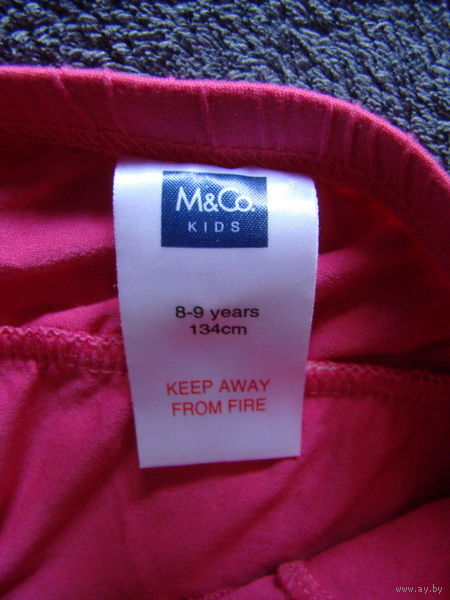 M&Co.
KIDS
8-9 years
134cm
KEEP AWAY
FROM FIRE
www.ay.by